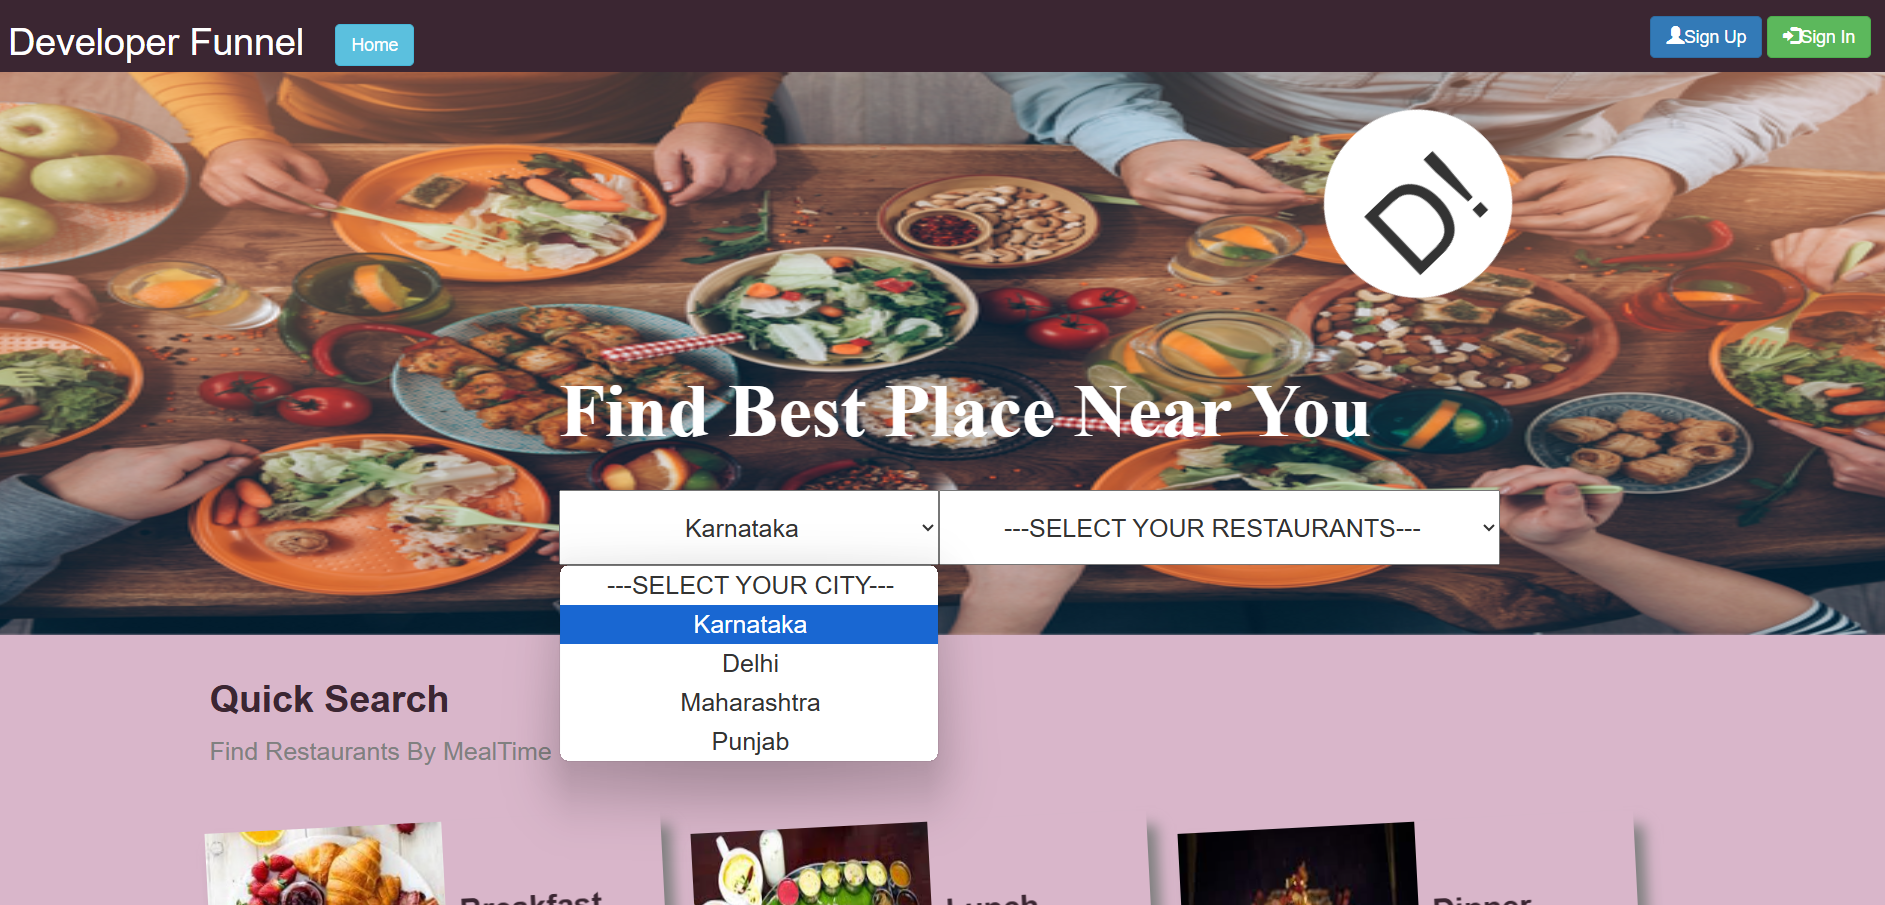 Developer Funnel
Home
Sign Up
Sign In
D!
Find Best Place Near You
Karnataka
---SELECT YOUR RESTAURANTS---
---SELECT YOUR CITY---
Karnataka
Delhi
Maharashtra
Punjab
Quick Search
Find Restaurants By MealTime
Breakfast
Lunch
Dinner